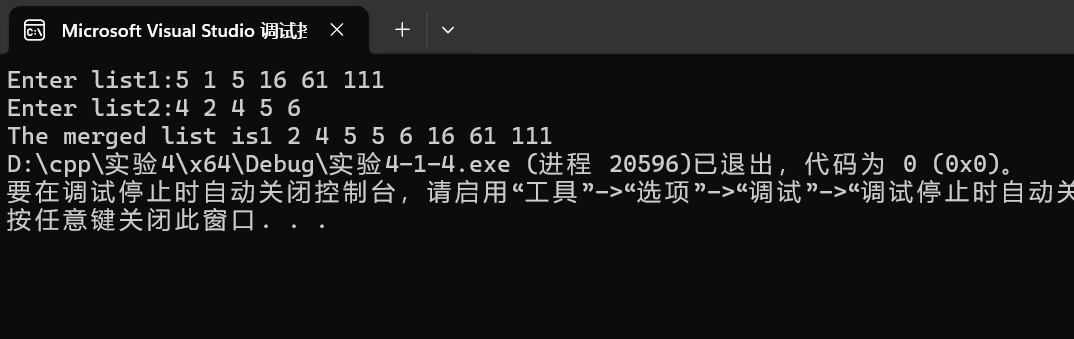 Microsoft Visual Studio 调试
Enter list1:5 1 5 16 61 111
Enter list2:4 2 4 5 6
The merged list is1 2 4 5 5 6 16 61 111
D:\cpp\实验4\x64\Debug\实验4-1-4.exe (进程 20596)已退出，代码为 0 (0x0)。
要在调试停止时自动关闭控制台，请启用“工具”->“选项”->“调试”->“调试停止时自动关
按任意键关闭此窗口. . .